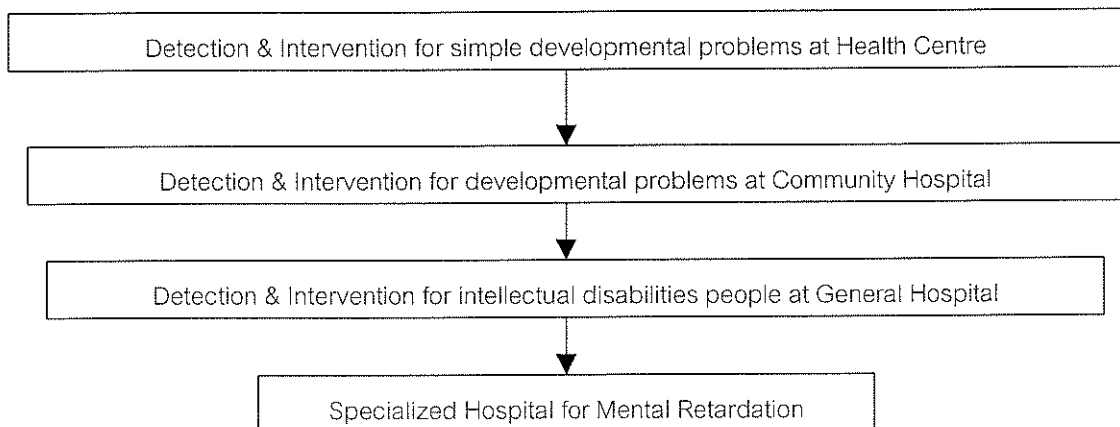 Detection & Intervention for simple developmental problems at Health Centre
Detection & Intervention for developmental problems at Community Hospital
Detection & Intervention for intellectual disabilities people at General Hospital
Specialized Hospital for Mental Retardation